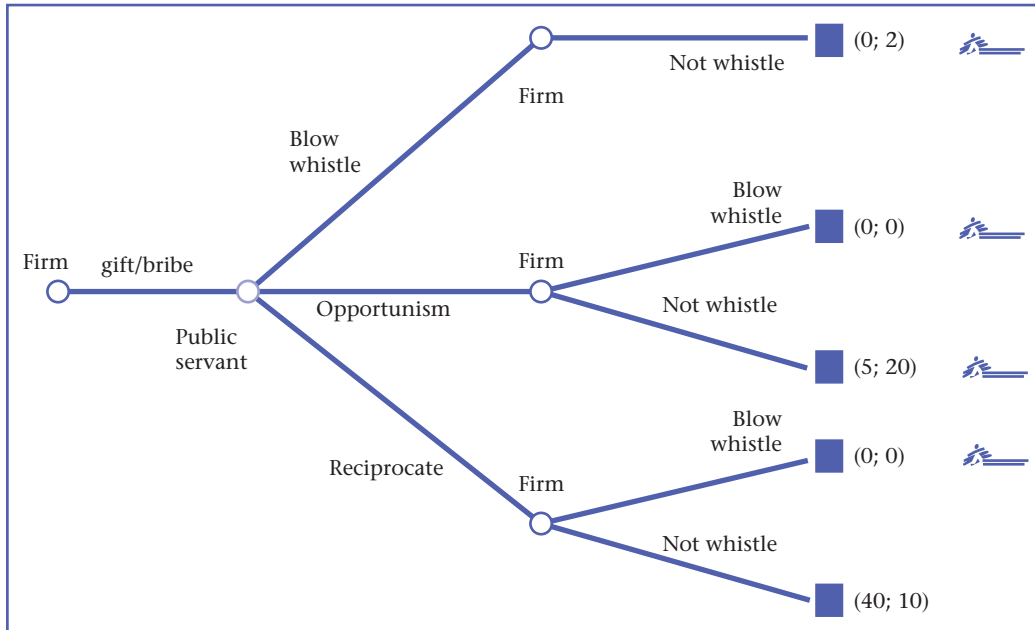 (0; 2)
Not whistle
Firm
Blow
whistle
Blow
whistle
(0; 0)
Firm
gift/bribe
Firm
Opportunism
Not whistle
Public
servant
(5; 20)
Blow
whistle
(0; 0)
Reciprocate
Firm
Not whistle
(40; 10)